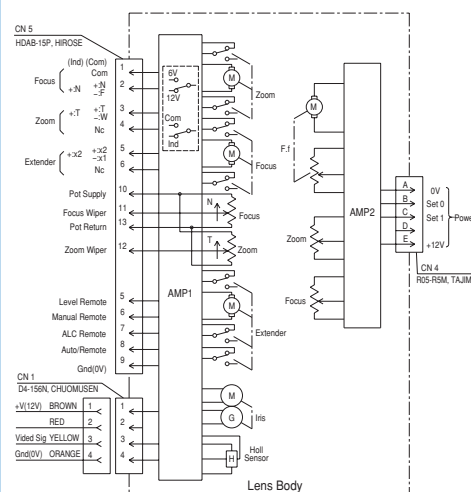 CN 5
HDAB-15P, HIROSE
(Ind) (Com)
Focus
Com
+:N
+:N
–:F
Zoom
+:T
+:T
–:W
Nc
Extender
+:x2
+:x2
–:x1
Nc
Pot Supply
Focus Wiper
Pot Return
Zoom Wiper
Level Remote
Manual Remote
ALC Remote
Auto/Remote
Gnd(0V)
1
2
3
4
5
6
10
11
13
12
5
6
7
8
9
CN 1
D4-156N, CHUOMUSEN
+V(12V) BROWN 1
RED 2
Vided Sig YELLOW 3
Gnd(0V) ORANGE 4
1
2
3
4
6V
12V
Com
Ind
AMP1
M
Zoom
M
Focus
N
Focus
T
Zoom
M
Extender
M
G
Iris
H
Holl
Sensor
Lens Body
M
F.f
Zoom
Focus
AMP2
A
B
C
D
E
0V
Set 0
Set 1
+12V
Powe
CN 4
R05-R5M, TAJIM